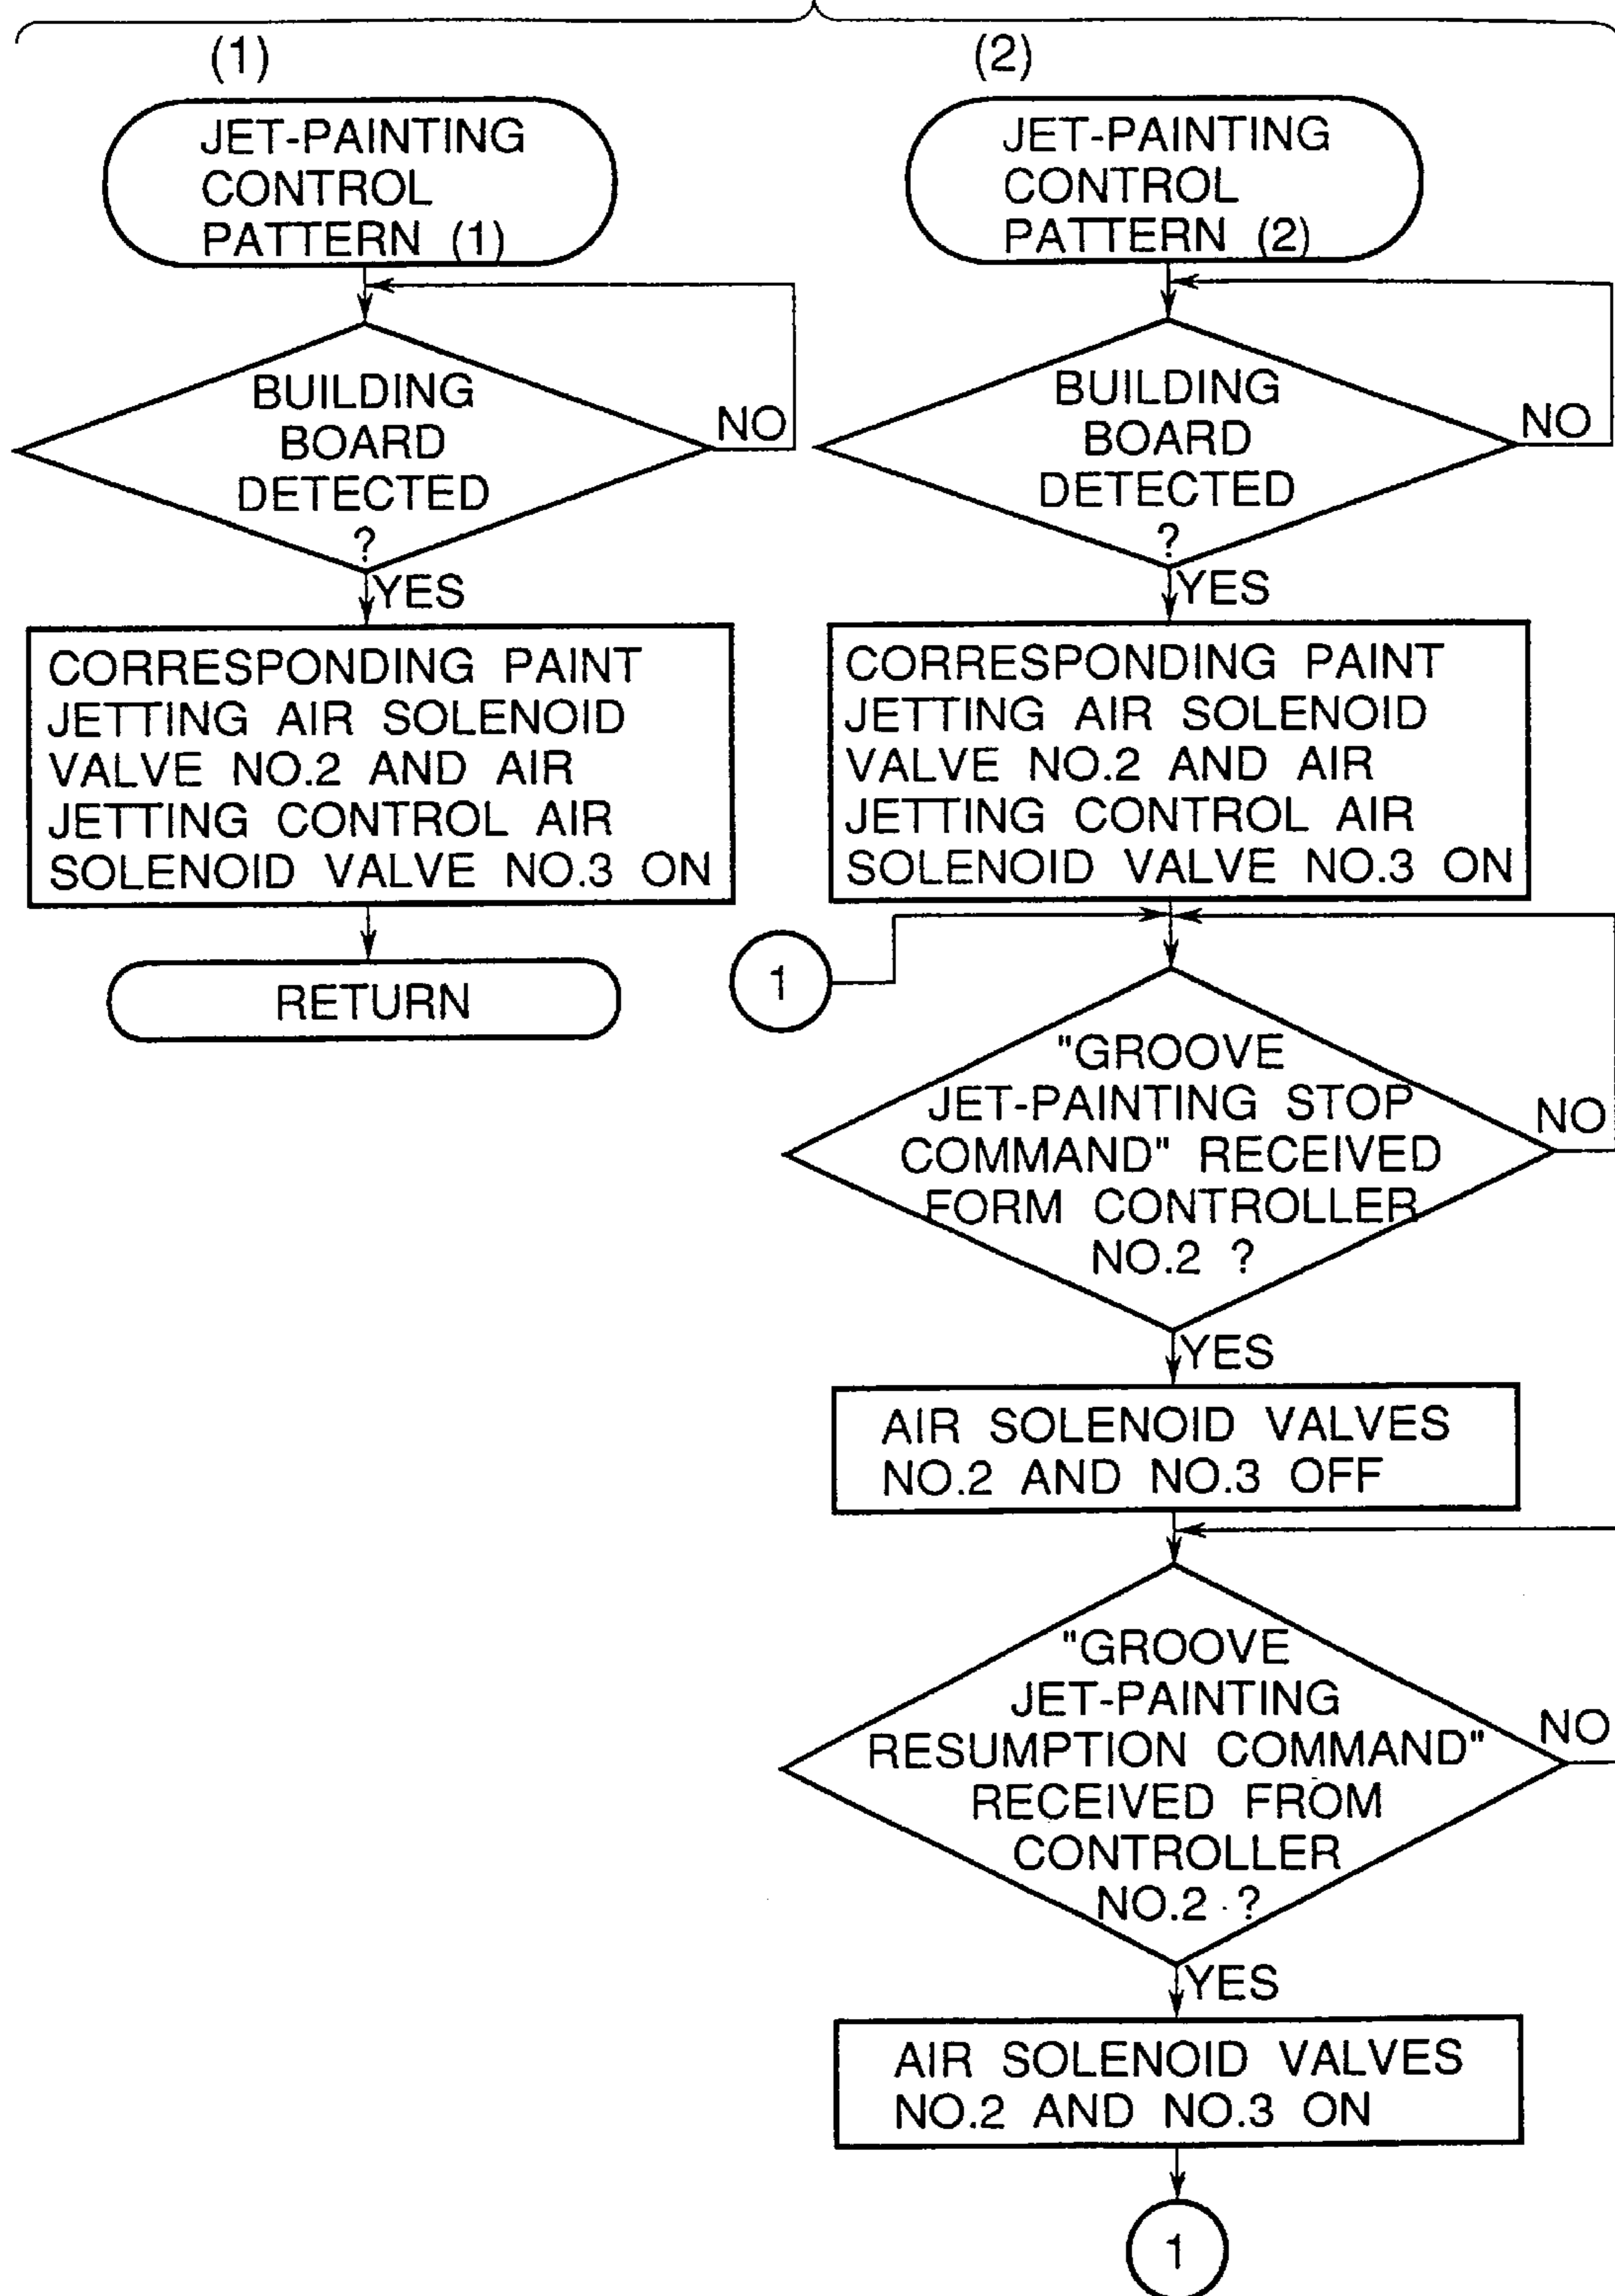 (1)
JET-PAINTING
CONTROL
PATTERN (1)
BUILDING
BOARD
DETECTED
?
NO
YES
CORRESPONDING PAINT
JETTING AIR SOLENOID
VALVE NO.2 AND AIR
JETTING CONTROL AIR
SOLENOID VALVE NO.3 ON
RETURN
(2)
JET-PAINTING
CONTROL
PATTERN (2)
BUILDING
BOARD
DETECTED
?
NO
YES
CORRESPONDING PAINT
JETTING AIR SOLENOID
VALVE NO.2 AND AIR
JETTING CONTROL AIR
SOLENOID VALVE NO.3 ON
1
"GROOVE
JET-PAINTING STOP
COMMAND" RECEIVED
FORM CONTROLLER
NO.2 ?
NO
YES
AIR SOLENOID VALVES
NO.2 AND NO.3 OFF
"GROOVE
JET-PAINTING
RESUMPTION COMMAND"
RECEIVED FROM
CONTROLLER
NO.2 ?
NO
YES
AIR SOLENOID VALVES
NO.2 AND NO.3 ON
1